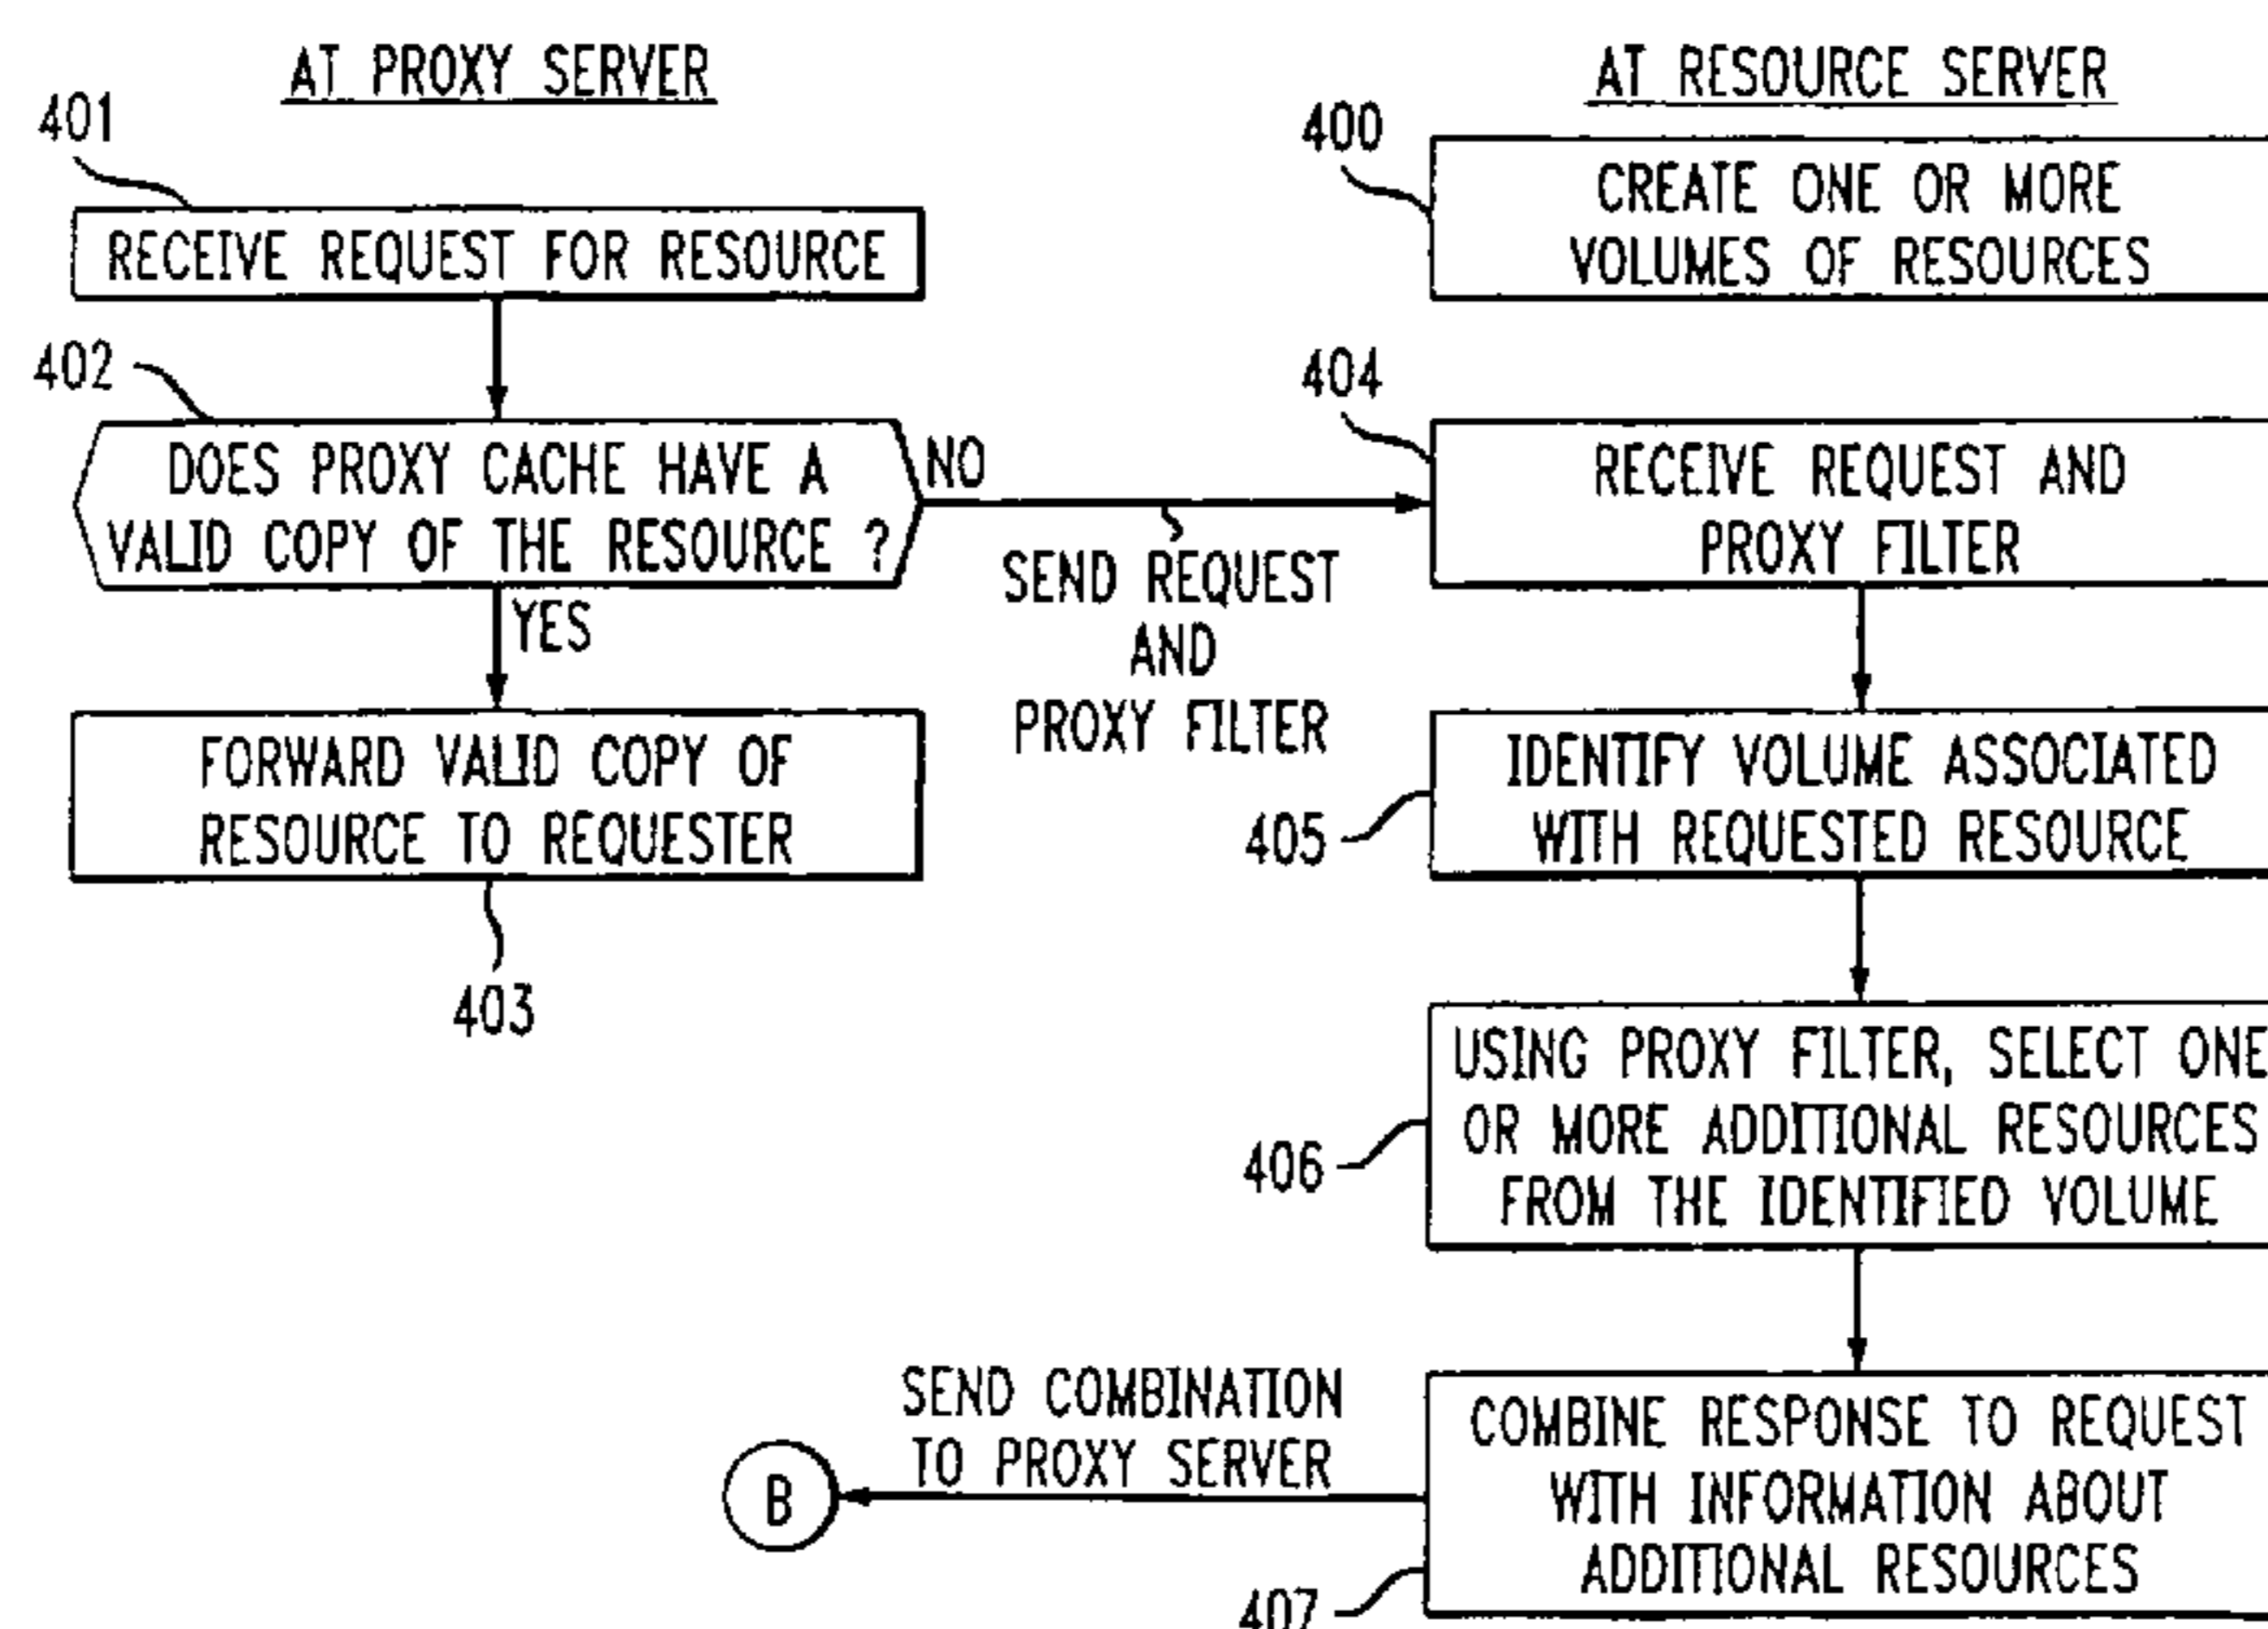 AT PROXY SERVER
401
RECEIVE REQUEST FOR RESOURCE
402
DOES PROXY CACHE HAVE A
VALID COPY OF THE RESOURCE ?
NO
YES
SEND REQUEST
AND
PROXY FILTER
FORWARD VALID COPY OF
RESOURCE TO REQUESTER
403
AT RESOURCE SERVER
400
CREATE ONE OR MORE
VOLUMES OF RESOURCES
404
RECEIVE REQUEST AND
PROXY FILTER
IDENTIFY VOLUME ASSOCIATED
WITH REQUESTED RESOURCE
405
USING PROXY FILTER, SELECT ONE
OR MORE ADDITIONAL RESOURCES
FROM THE IDENTIFIED VOLUME
406
COMBINE RESPONSE TO REQUEST
WITH INFORMATION ABOUT
ADDITIONAL RESOURCES
407
SEND COMBINATION
TO PROXY SERVER
B